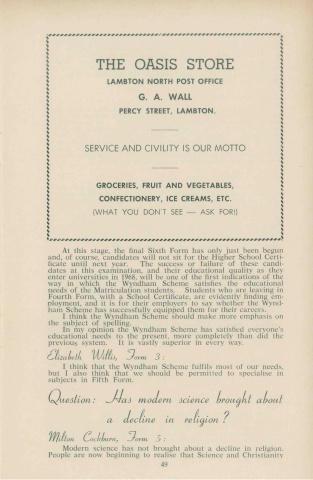 THE OASIS STORE
LAMBTON NORTH POST OFFICE
G. A. WALL
PERCY STREET, LAMBTON.
SERVICE AND CIVILITY IS OUR MOTTO
GROCERIES, FRUIT AND VEGETABLES,
CONFECTIONERY, ICE CREAMS, ETC.
(WHAT YOU DON'T SEE — ASK FOR!)
At this stage, the final Sixth Form has only just been begun
and, of course, candidates will not sit for the Higher School Certi-
ficate until next year. The success or failure of these candi-
dates at this examination, and their educational quality as they
enter universities in 1968, will be one of the first indications of the
way in which the Wyndham Scheme satisfies the educational
needs of the Matriculation students. Students who are leaving in
Fourth Form, with a School Certificate, are evidently finding em-
ployment, and it is for their employers to say whether the Wynd-
ham Scheme has successfully equipped them for their careers.
I think the Wyndham Scheme should make more emphasis on
the subject of spelling.
In my opinion the Wyndham Scheme has satisfied everyone's
educational needs to the present, more completely than did the
previous system. It is vastly superior in every way.
Elizabeth Willis, Form 3:
I think that the Wyndham Scheme fulfils most of our needs,
but I also think that we should be permitted to specialise in
subjects in Fifth Form.
Question: Has modern science brought about
a decline in religion?
Milton Cockburn, Form 5:
Modern science has not brought about a decline in religion.
People are now beginning to realise that Science and Christianity
49